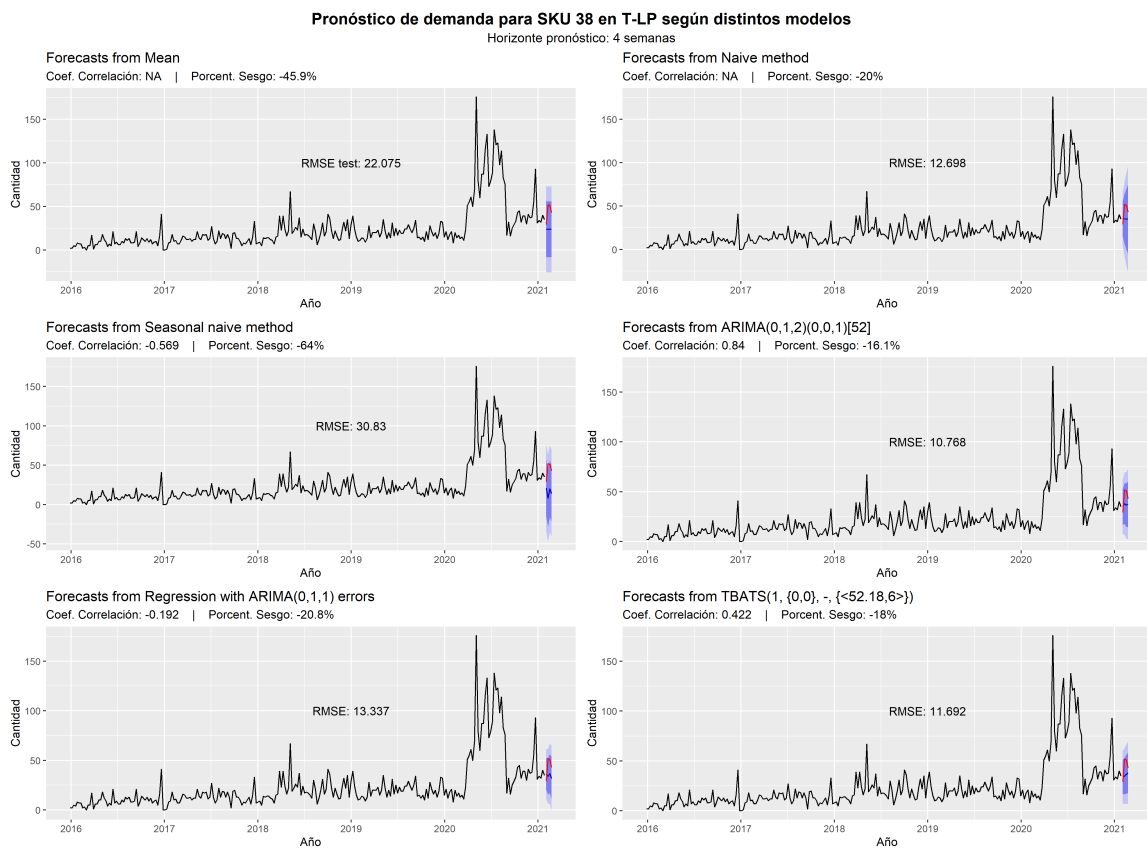 Pronóstico de demanda para SKU 38 en T-LP según distintos modelos
Horizonte pronóstico: 4 semanas
Forecasts from Mean
Coef. Correlación: NA | Porcent. Sesgo: -45.9%
Cantidad
150
100
50
0
RMSE test: 22.075
2016 2017 2018 2019 2020 2021
Año
Forecasts from Naive method
Coef. Correlación: NA | Porcent. Sesgo: -20%
Cantidad
150
100
50
0
RMSE: 12.698
2016 2017 2018 2019 2020 2021
Año
Forecasts from Seasonal naive method
Coef. Correlación: -0.569 | Porcent. Sesgo: -64%
Cantidad
150
100
50
0
-50
RMSE: 30.83
2016 2017 2018 2019 2020 2021
Año
Forecasts from ARIMA(0,1,2)(0,0,1)[52]
Coef. Correlación: 0.84 | Porcent. Sesgo: -16.1%
Cantidad
150
100
50
0
RMSE: 10.768
2016 2017 2018 2019 2020 2021
Año
Forecasts from Regression with ARIMA(0,1,1) errors
Coef. Correlación: -0.192 | Porcent. Sesgo: -20.8%
Cantidad
150
100
50
0
RMSE: 13.337
2016 2017 2018 2019 2020 2021
Año
Forecasts from TBATS(1, {0,0}, -, {<52.18,6>})
Coef. Correlación: 0.422 | Porcent. Sesgo: -18%
Cantidad
150
100
50
0
RMSE: 11.692
2016 2017 2018 2019 2020 2021
Año